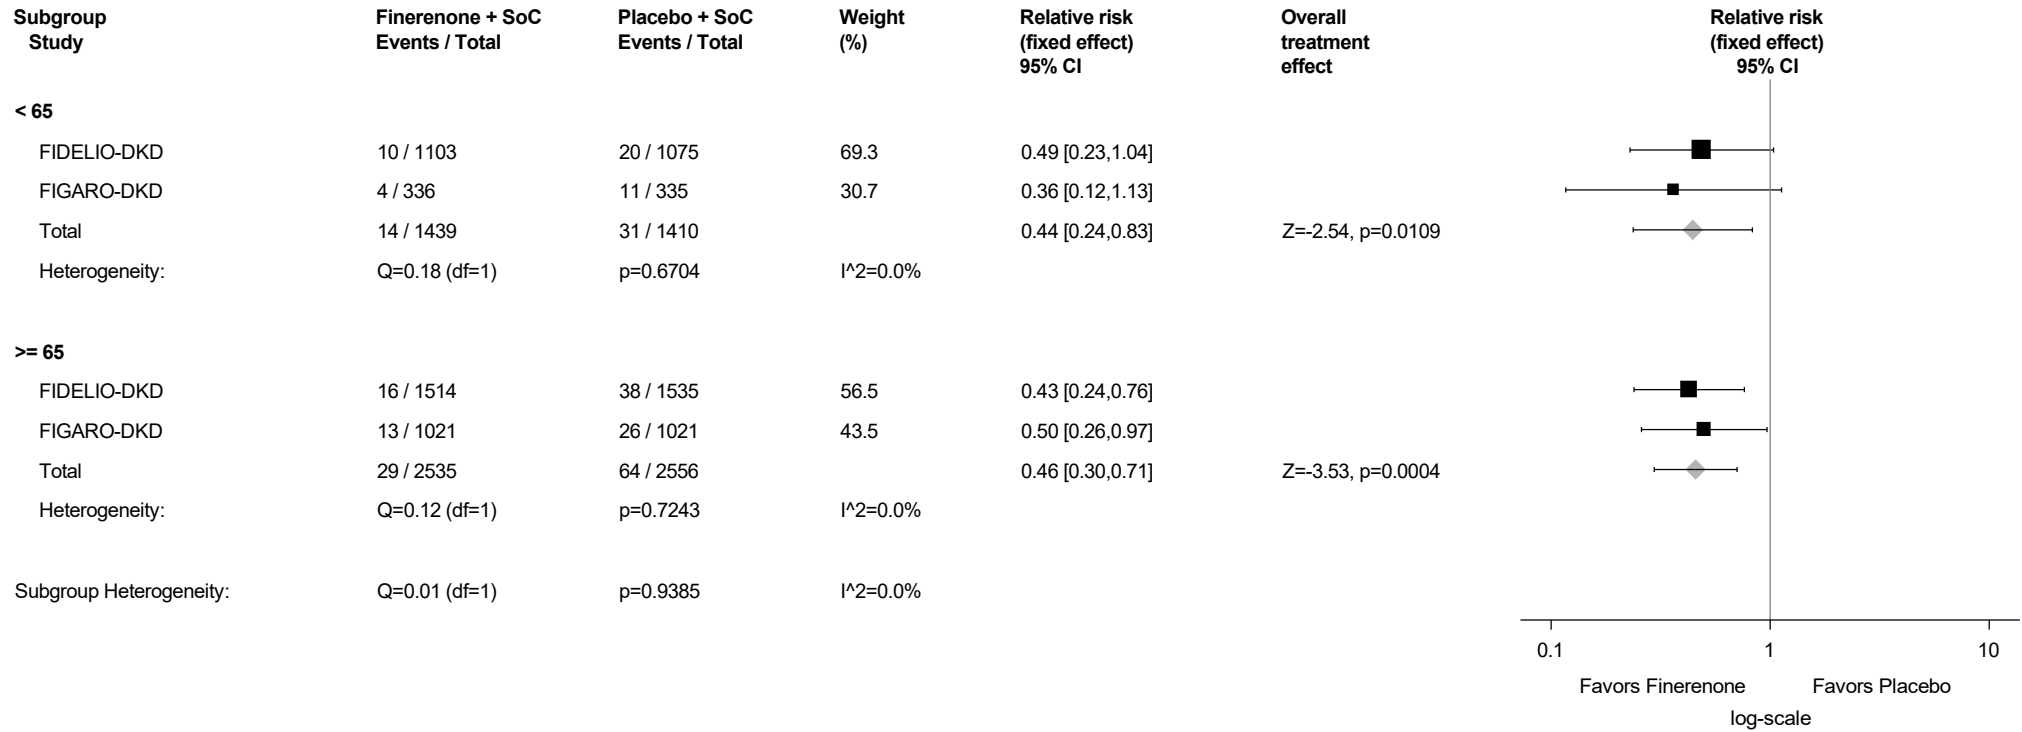 Subgroup Finerenone + SoC Placebo + SoC Weight Relative risk Overall Relative risk
Study Events / Total Events / Total (%) (fixed effect) treatment (fixed effect)
95% CI effect 95% CI
< 65
FIDELIO-DKD 10 / 1103 20 / 1075 69.3 0.49 [0.23,1.04]
FIGARO-DKD 4 / 336 11 / 335 30.7 0.36 [0.12,1.13]
Total 14 / 1439 31 / 1410 0.44 [0.24,0.83] Z=-2.54, p=0.0109
Heterogeneity: Q=0.18 (df=1) p=0.6704 I^2=0.0%
>= 65
FIDELIO-DKD 16 / 1514 38 / 1535 56.5 0.43 [0.24,0.76]
FIGARO-DKD 13 / 1021 26 / 1021 43.5 0.50 [0.26,0.97]
Total 29 / 2535 64 / 2556 0.46 [0.30,0.71] Z=-3.53, p=0.0004
Heterogeneity: Q=0.12 (df=1) p=0.7243 I^2=0.0%
Subgroup Heterogeneity: Q=0.01 (df=1) p=0.9385 I^2=0.0%
0.1 1 10
Favors Finerenone Favors Placebo
log-scale